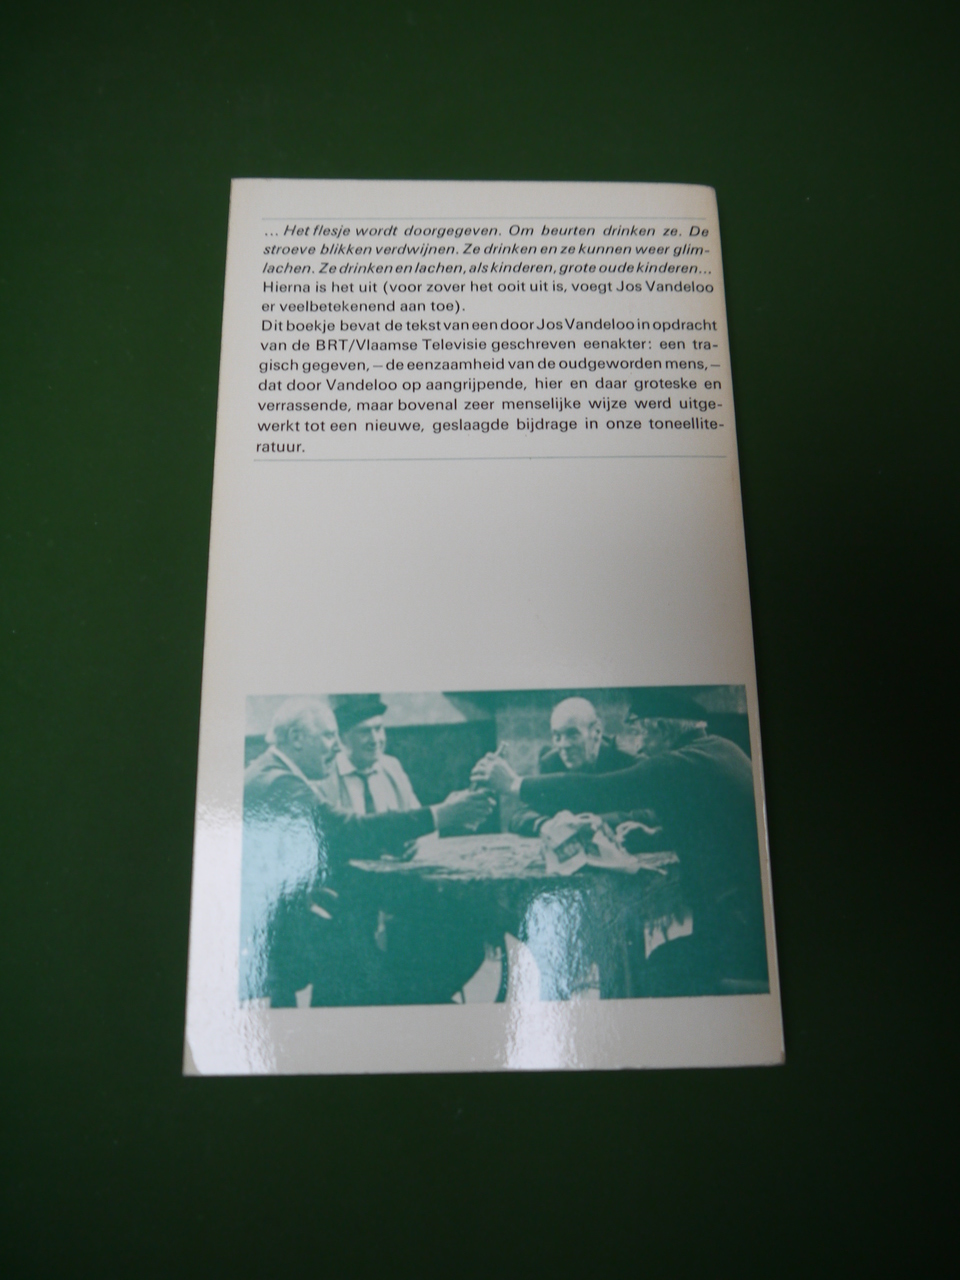 ... Het flesje wordt doorgegeven. Om beurten drinken ze. De
stroeve blikken verdwijnen. Ze drinken en ze kunnen weer glim-
lachen. Ze drinken en lachen, als kinderen, grote oude kinderen...
Hierna is het uit (voor zover het ooit uit is, voegt Jos Vandeloo
er veelbetekenend aan toe).
Dit boekje bevat de tekst van een door Jos Vandeloo in opdracht
van de BRT/Vlaamse Televisie geschreven eenakter: een tra-
gisch gegeven, — de eenzaamheid van de oudgeworden mens, —
dat door Vandeloo op aangrijpende, hier en daar groteske en
verrassende, maar bovenal zeer menselijke wijze werd uitge-
werkt tot een nieuwe, geslaagde bijdrage in onze toneellite-
ratuur.